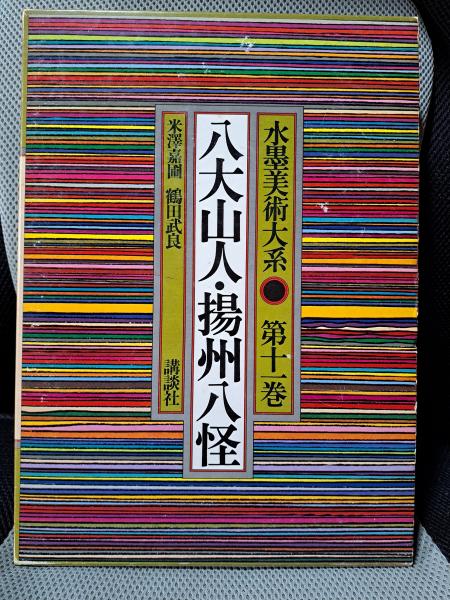 水墨美術大系●第十一巻
八大山人・揚州八怪
米澤嘉圃 鶴田武良 講談社